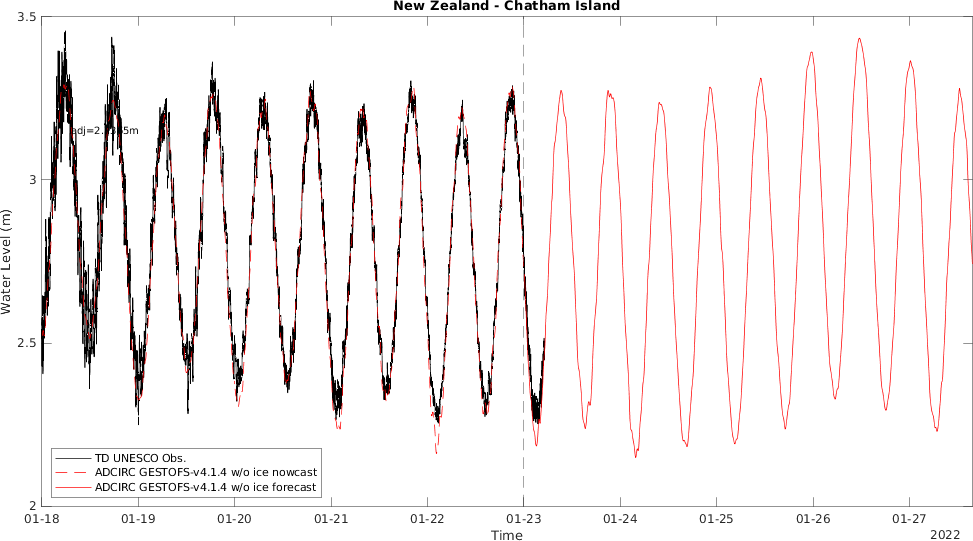 New Zealand - Chatham Island
3.5
3
2.5
2
Water Level (m)
TD UNESCO Obs.
ADCIRC GESTOFS-v4.1.4 w/o ice nowcast
ADCIRC GESTOFS-v4.1.4 w/o ice forecast
01-18 01-19 01-20 01-21 01-22 01-23 01-24 01-25 01-26 01-27
Time
2022